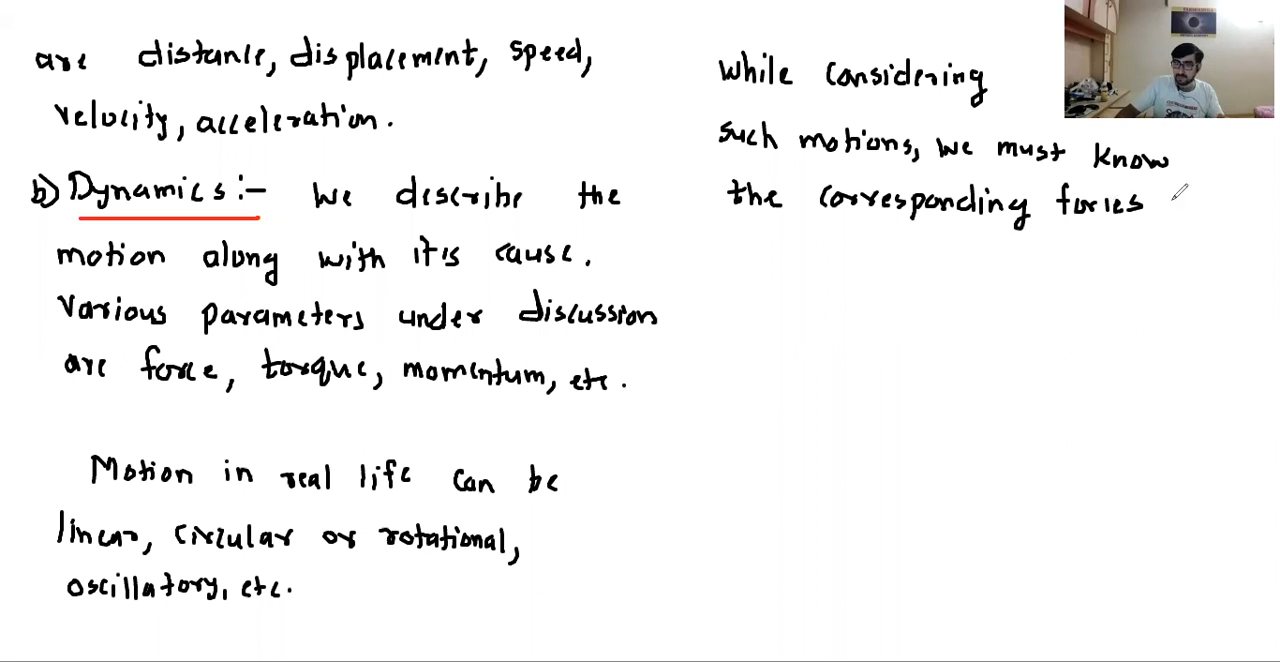 are distance, displacement, speed,
velocity, acceleration.
b) Dynamics :- We describe the
motion along with it's cause.
Various parameters under discussion
are force, torque, momentum, etc.
Motion in real life can be
linear, circular or rotational,
oscillatory, etc.
While considering
such motions, we must know
the corresponding forces